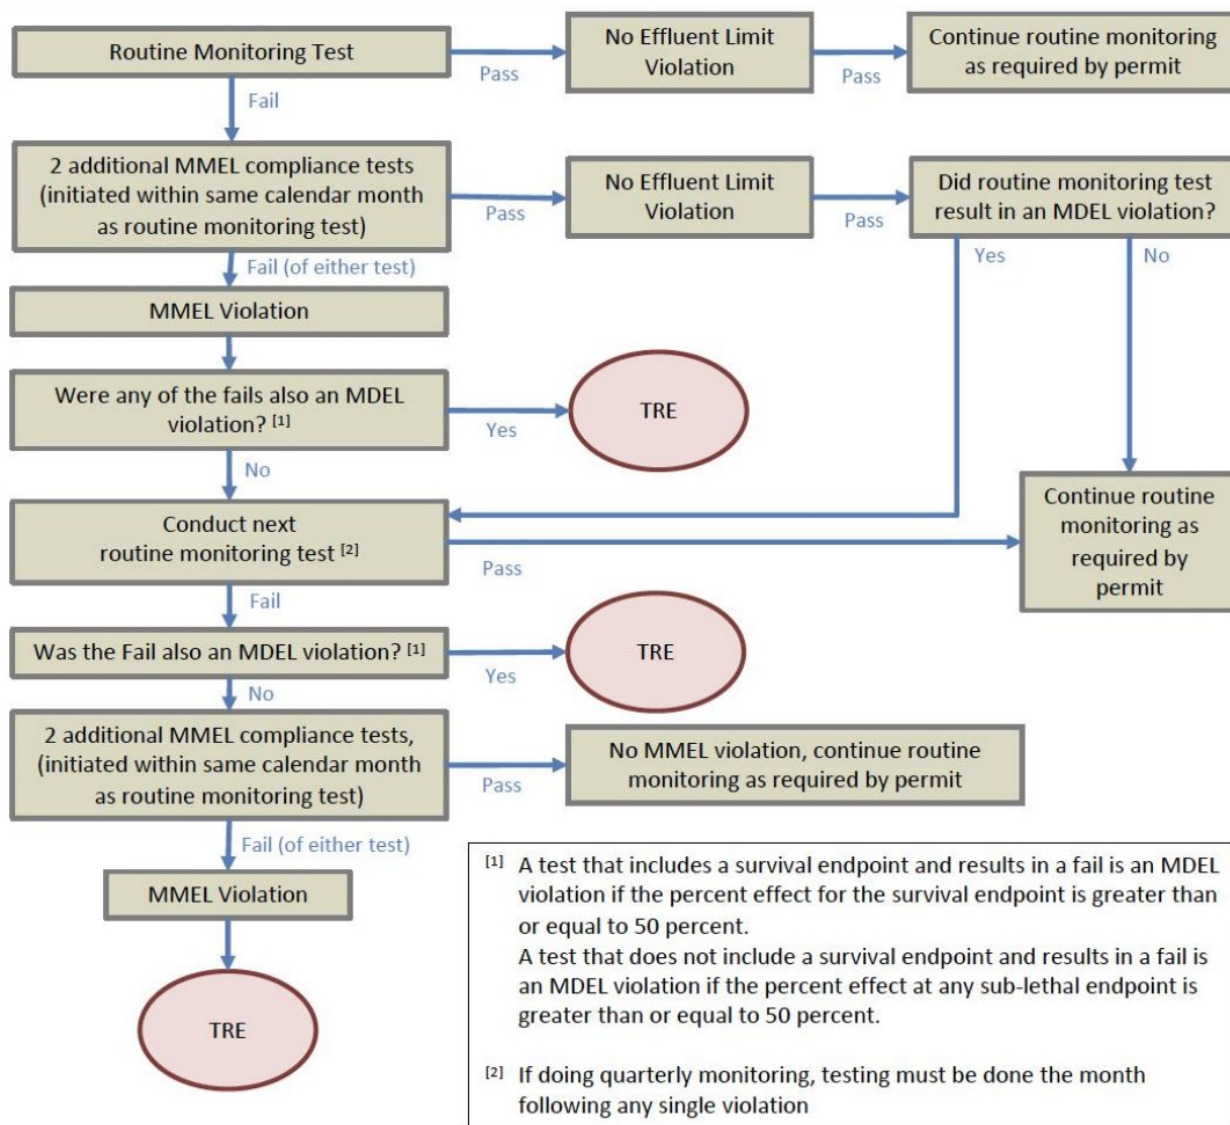 Routine Monitoring Test
Pass
No Effluent Limit
Violation
Pass
Continue routine monitoring
as required by permit
Fail
2 additional MMEL compliance tests
(initiated within same calendar month
as routine monitoring test)
Pass
No Effluent Limit
Violation
Pass
Did routine monitoring test
result in an MDEL violation?
Fail (of either test)
Yes
No
MMEL Violation
Were any of the fails also an MDEL
violation? [1]
Yes
TRE
No
Conduct next
routine monitoring test [2]
Pass
Continue routine
monitoring as
required by
permit
Fail
Was the Fail also an MDEL violation? [1]
Yes
TRE
No
2 additional MMEL compliance tests,
(initiated within same calendar month
as routine monitoring test)
Pass
No MMEL violation, continue routine
monitoring as required by permit
Fail (of either test)
MMEL Violation
TRE
[1] A test that includes a survival endpoint and results in a fail is an MDEL
violation if the percent effect for the survival endpoint is greater than
or equal to 50 percent.
A test that does not include a survival endpoint and results in a fail is
an MDEL violation if the percent effect at any sub-lethal endpoint is
greater than or equal to 50 percent.
[2] If doing quarterly monitoring, testing must be done the month
following any single violation